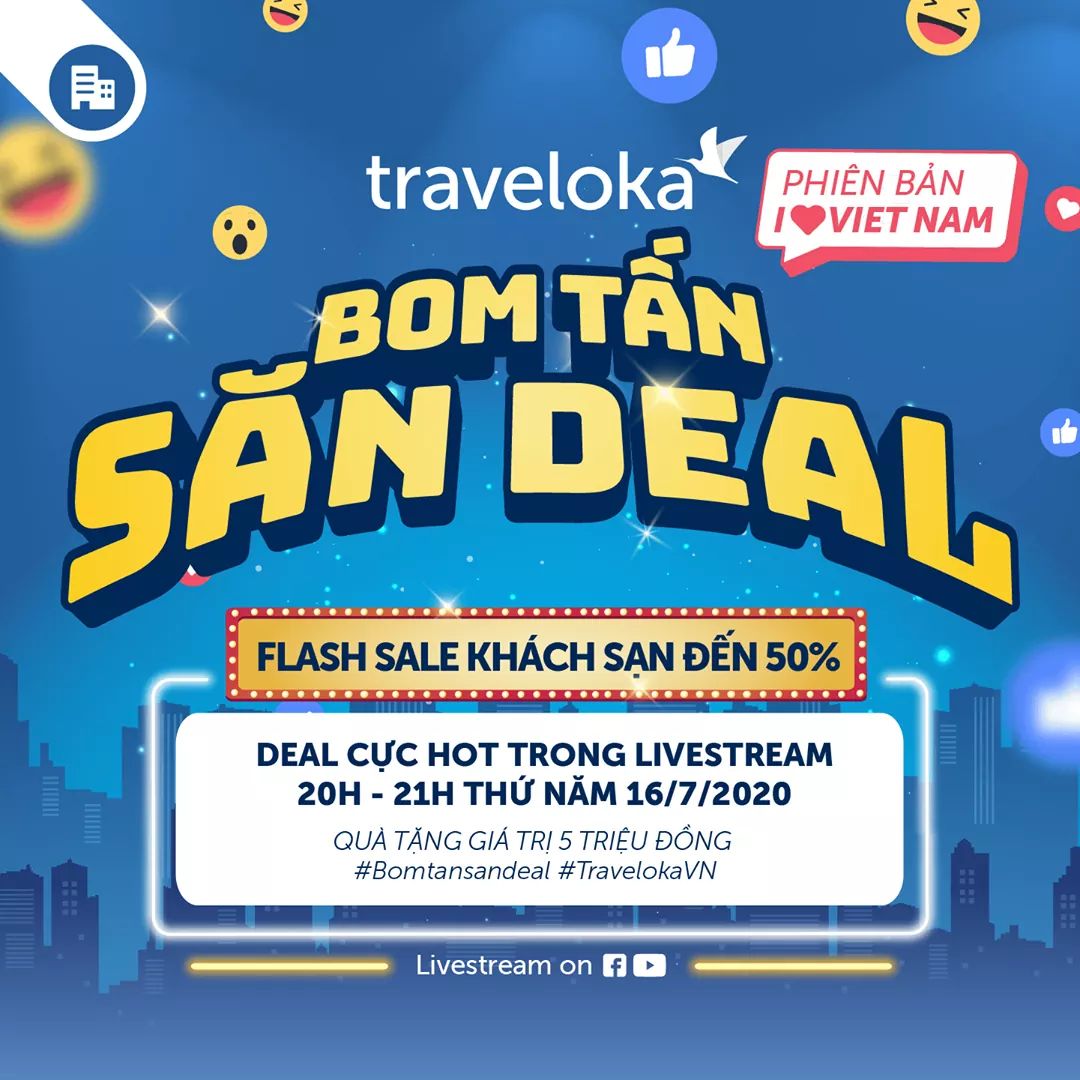 traveloka
PHIÊN BẢN
I ❤ VIET NAM
BOM TẤN
SĂN DEAL
FLASH SALE KHÁCH SẠN ĐẾN 50%
DEAL CỰC HOT TRONG LIVESTREAM
20H - 21H THỨ NĂM 16/7/2020
QUÀ TẶNG GIÁ TRỊ 5 TRIỆU ĐỒNG
#Bomtansandeal #TravelokaVN
Livestream on